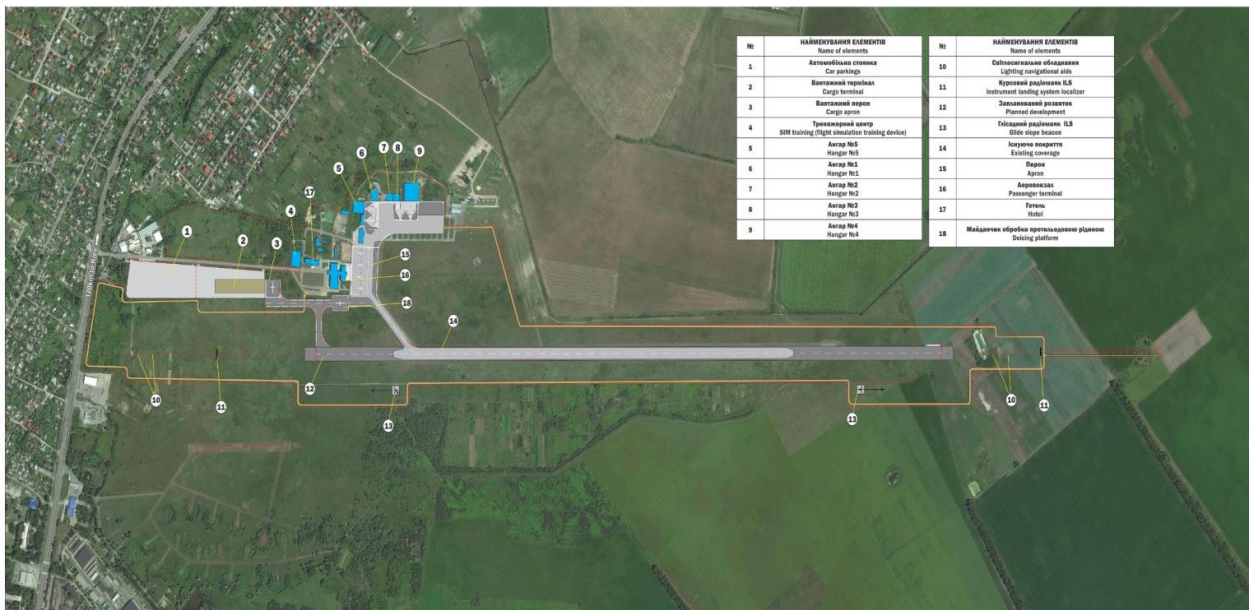 № НАЙМЕНУВАННЯ ЕЛЕМЕНТІВ
Name of elements
1 Автомобільна стоянка
Car parkings
2 Вантажний термінал
Cargo terminal
3 Вантажний перон
Cargo apron
4 Тренажерний центр
SIM training (flight simulation training device)
5 Ангар №5
Hangar №5
6 Ангар №1
Hangar №1
7 Ангар №2
Hangar №2
8 Ангар №3
Hangar №3
9 Ангар №4
Hangar №4
№ НАЙМЕНУВАННЯ ЕЛЕМЕНТІВ
Name of elements
10 Світлосигнальне обладнання
Lighting navigational aids
11 Курсовий радіомаяк ILS
Instrument landing system localizer
12 Запланований розвиток
Planned development
13 Глісадний радіомаяк ILS
Glide slope beacon
14 Існуюче покриття
Existing coverage
15 Перон
Apron
16 Аеровокзал
Passenger terminal
17 Готель
Hotel
18 Майданчик обробки протильодовою рідиною
Deicing platform
7 8 9
6
5
17
4
1 2 3
15
16
18
14
12
10 11 13 13 10 11